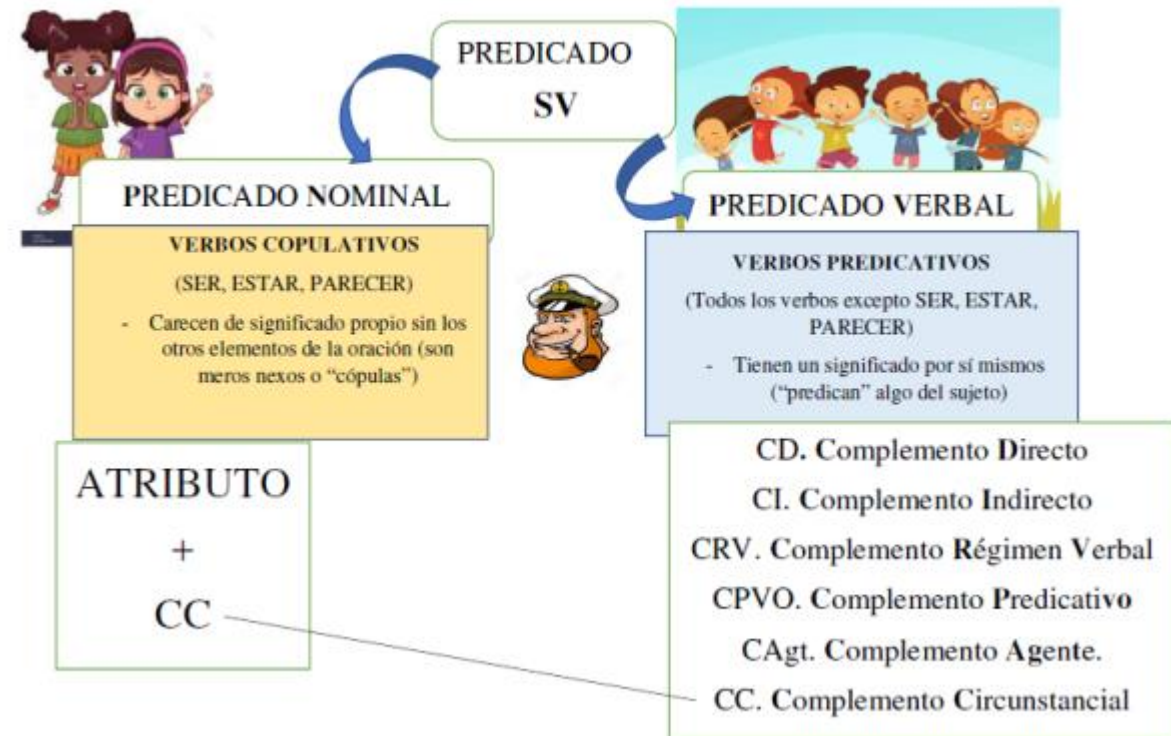 PREDICADO
SV
PREDICADO NOMINAL
VERBOS COPULATIVOS
(SER, ESTAR, PARECER)
- Carecen de significado propio sin los
otros elementos de la oración (son
meros nexos o “cópulas”)
ATRIBUTO
+
CC
PREDICADO VERBAL
VERBOS PREDICATIVOS
(Todos los verbos excepto SER, ESTAR,
PARECER)
- Tienen un significado por sí mismos
(“predican” algo del sujeto)
CD. Complemento Directo
CI. Complemento Indirecto
CRV. Complemento Régimen Verbal
CPVO. Complemento Predicativo
CAgt. Complemento Agente.
CC. Complemento Circunstancial